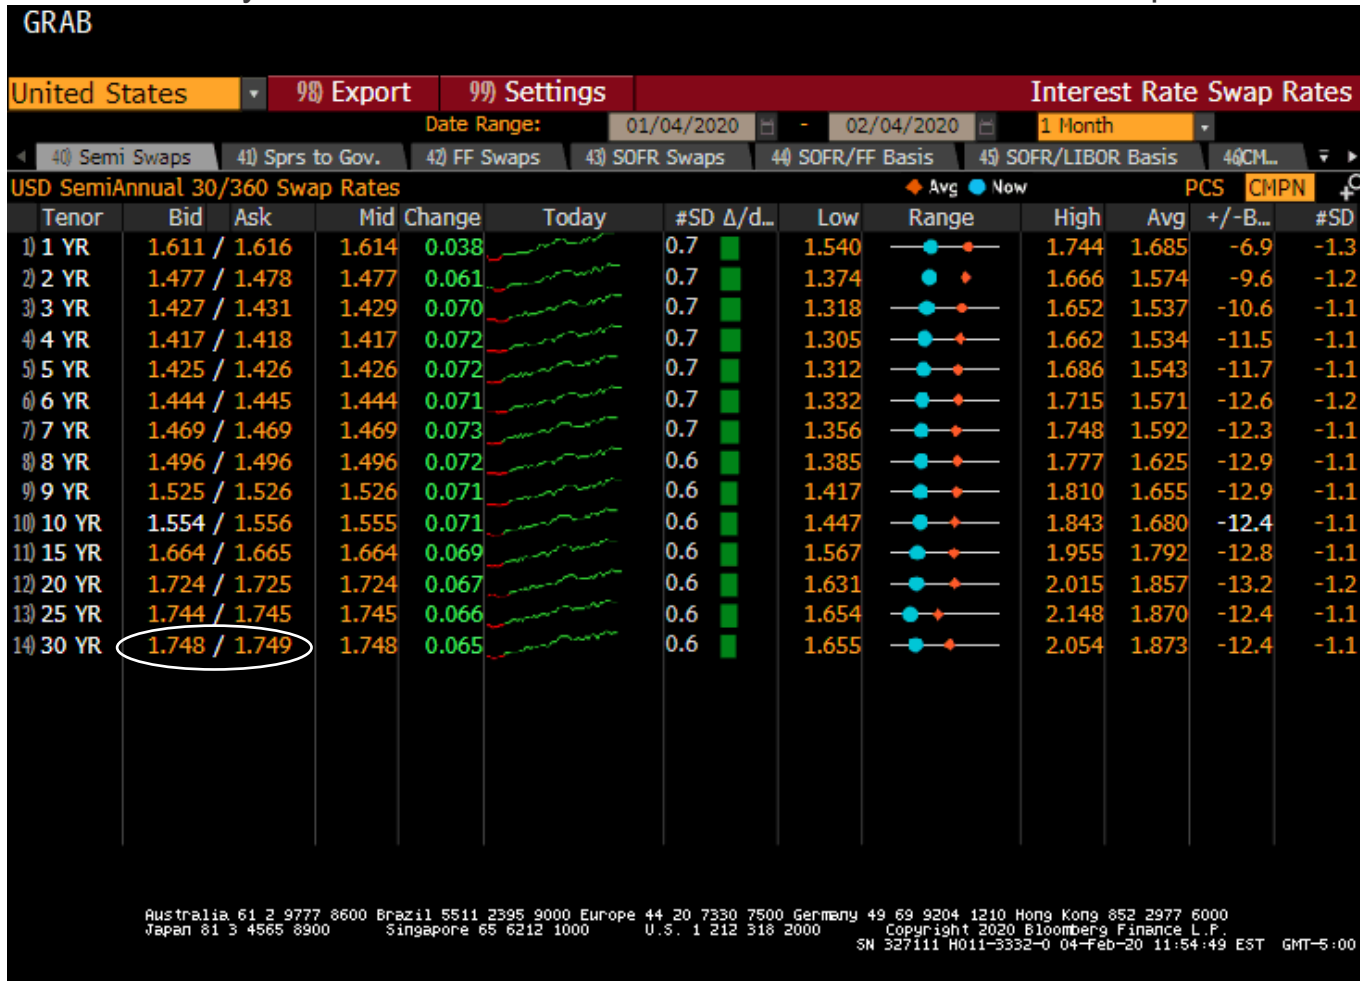 GRAB
United States 98) Export 99) Settings Interest Rate Swap Rates
Date Range: 01/04/2020 - 02/04/2020 1 Month
40) Semi Swaps 41) Sprs to Gov. 42) FF Swaps 43) SOFR Swaps 44) SOFR/FF Basis 45) SOFR/LIBOR Basis 46)CM...
USD SemiAnnual 30/360 Swap Rates Avg Now PCS CMPN
Tenor Bid Ask Mid Change Today #SD Δ/d... Low Range High Avg +/-B... #SD
1) 1 YR 1.611 / 1.616 1.614 0.038 0.7 1.540 1.744 1.685 -6.9 -1.3
2) 2 YR 1.477 / 1.478 1.477 0.061 0.7 1.374 1.666 1.574 -9.6 -1.2
3) 3 YR 1.427 / 1.431 1.429 0.070 0.7 1.318 1.652 1.537 -10.6 -1.1
4) 4 YR 1.417 / 1.418 1.417 0.072 0.7 1.305 1.662 1.534 -11.5 -1.1
5) 5 YR 1.425 / 1.426 1.426 0.072 0.7 1.312 1.686 1.543 -11.7 -1.1
6) 6 YR 1.444 / 1.445 1.444 0.071 0.7 1.332 1.715 1.571 -12.6 -1.2
7) 7 YR 1.469 / 1.469 1.469 0.073 0.7 1.356 1.748 1.592 -12.3 -1.1
8) 8 YR 1.496 / 1.496 1.496 0.072 0.6 1.385 1.777 1.625 -12.9 -1.1
9) 9 YR 1.525 / 1.526 1.526 0.071 0.6 1.417 1.810 1.655 -12.9 -1.1
10) 10 YR 1.554 / 1.556 1.555 0.071 0.6 1.447 1.843 1.680 -12.4 -1.1
11) 15 YR 1.664 / 1.665 1.664 0.069 0.6 1.567 1.955 1.792 -12.8 -1.1
12) 20 YR 1.724 / 1.725 1.724 0.067 0.6 1.631 2.015 1.857 -13.2 -1.2
13) 25 YR 1.744 / 1.745 1.745 0.066 0.6 1.654 2.148 1.870 -12.4 -1.1
14) 30 YR 1.748 / 1.749 1.748 0.065 0.6 1.655 2.054 1.873 -12.4 -1.1
Australia 61 2 9777 8600 Brazil 5511 2395 9000 Europe 44 20 7330 7500 Germany 49 69 9204 1210 Hong Kong 852 2977 6000
Japan 81 3 4565 8900 Singapore 65 6212 1000 U.S. 1 212 318 2000 Copyright 2020 Bloomberg Finance L.P.
SN 327111 H011-3332-0 04-Feb-20 11:54:49 EST GMT-5:00